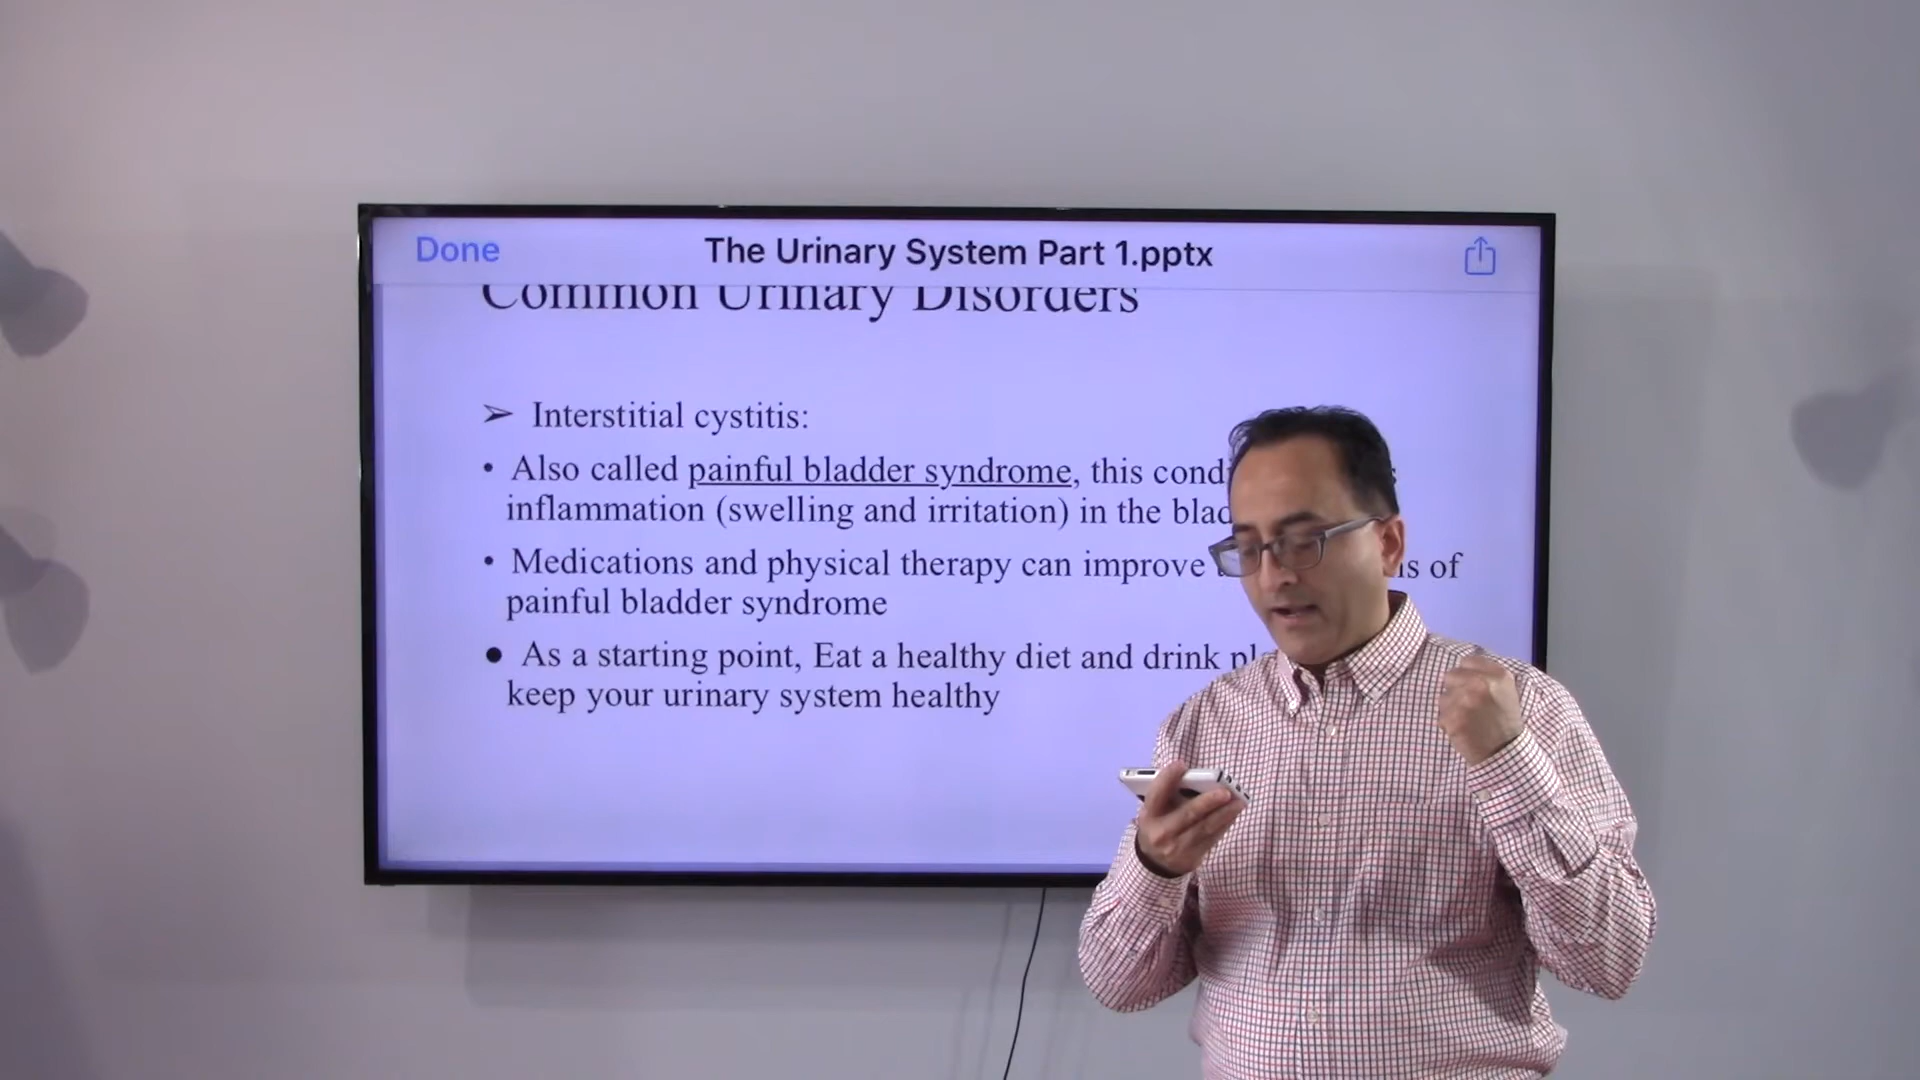 Done The Urinary System Part 1.pptx
Common Urinary Disorders
➢ Interstitial cystitis:
• Also called painful bladder syndrome, this
inflammation (swelling and irritation) in the
• Medications and physical therapy can improve of
painful bladder syndrome
● As a starting point, Eat a healthy diet and drink
keep your urinary system healthy